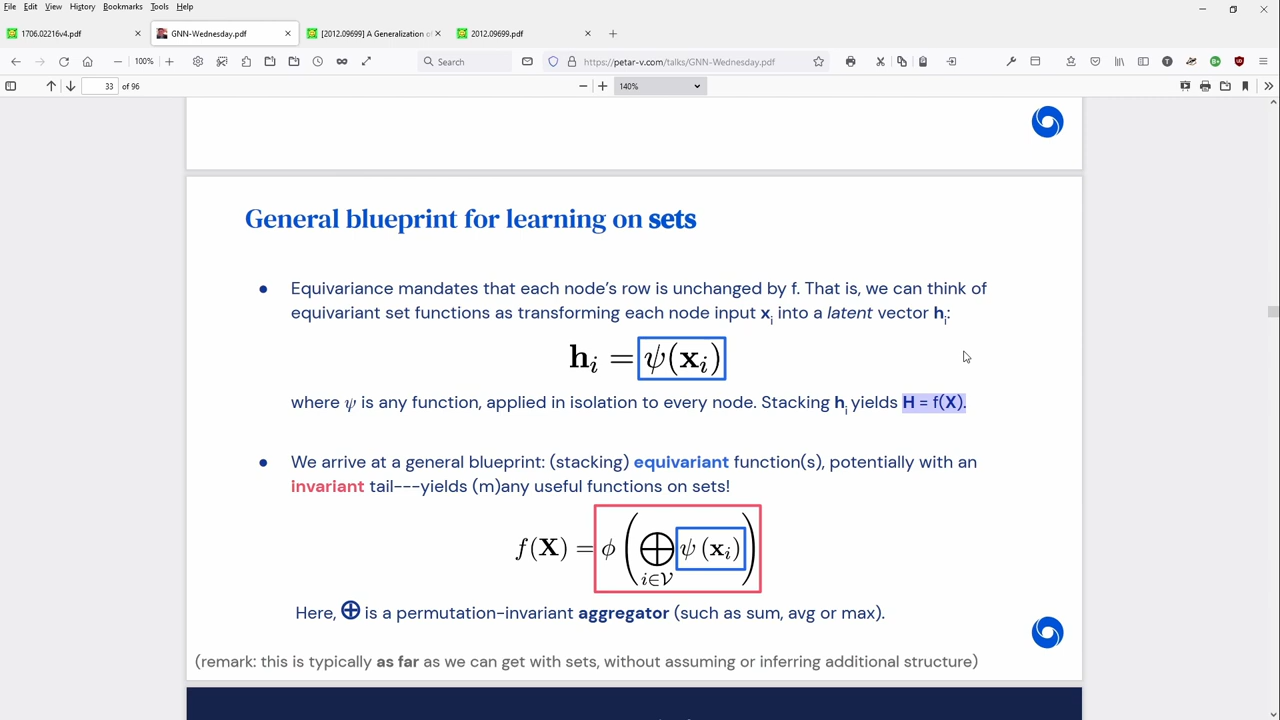 File Edit View History Bookmarks Tools Help
1706.02216v4.pdf
GNN-Wednesday.pdf
[2012.09699] A Generalization o
2012.09699.pdf
100%
Search
https://petar-v.com/talks/GNN-Wednesday.pdf
33 of 96
140%
General blueprint for learning on sets
● Equivariance mandates that each node's row is unchanged by f. That is, we can think of
equivariant set functions as transforming each node input xᵢ into a latent vector hᵢ:
hᵢ = ψ(xᵢ)
where ψ is any function, applied in isolation to every node. Stacking hᵢ yields H = f(X).
● We arrive at a general blueprint: (stacking) equivariant function(s), potentially with an
invariant tail---yields (m)any useful functions on sets!
f(X) = ϕ (⊕ i∈V ψ (xᵢ))
Here, ⊕ is a permutation-invariant aggregator (such as sum, avg or max).
(remark: this is typically as far as we can get with sets, without assuming or inferring additional structure)